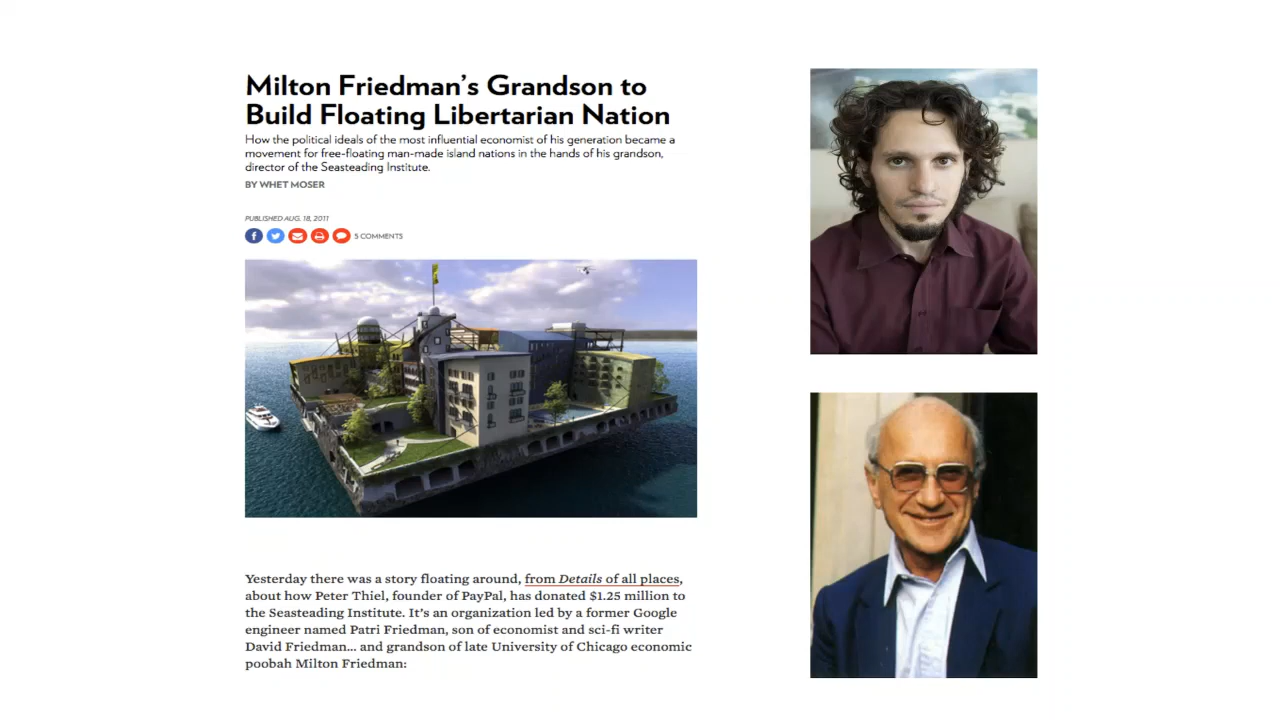 Milton Friedman’s Grandson to
Build Floating Libertarian Nation
How the political ideals of the most influential economist of his generation became a
movement for free-floating man-made island nations in the hands of his grandson,
director of the Seasteading Institute.
BY WHET MOSER
PUBLISHED AUG. 18, 2011
5 COMMENTS
Yesterday there was a story floating around, from Details of all places,
about how Peter Thiel, founder of PayPal, has donated $1.25 million to
the Seasteading Institute. It’s an organization led by a former Google
engineer named Patri Friedman, son of economist and sci-fi writer
David Friedman… and grandson of late University of Chicago economic
poobah Milton Friedman: